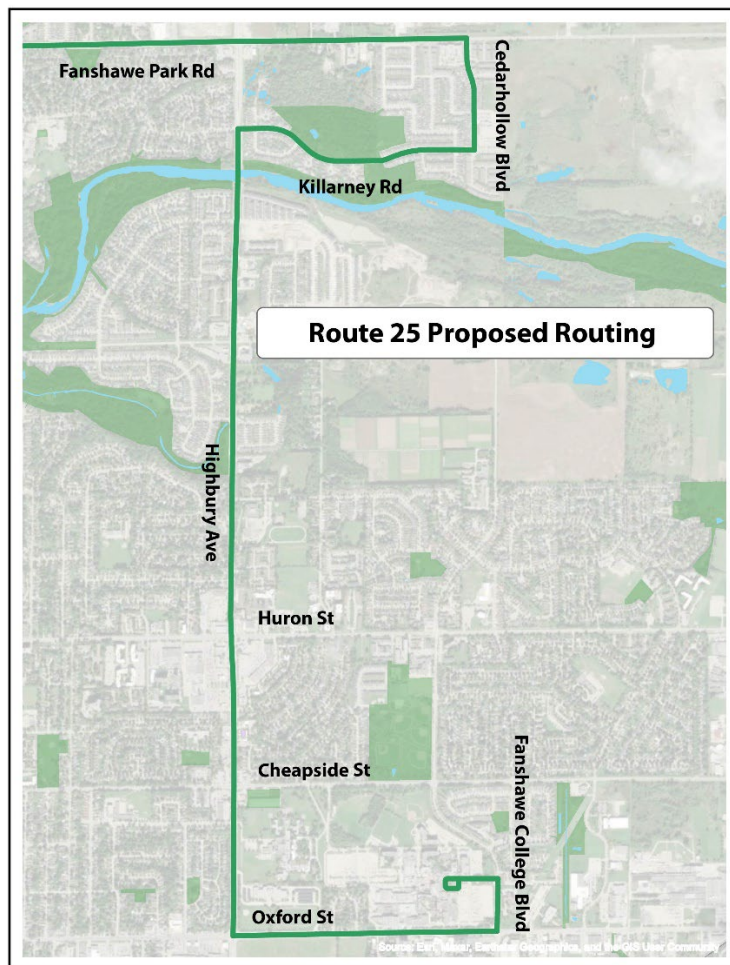 Fanshawe Park Rd
Cedarhollow Blvd
Killarney Rd
Route 25 Proposed Routing
Highbury Ave
Huron St
Cheapside St
Fanshawe College Blvd
Oxford St
Source: Esri, Maxar, Earthstar Geographics, and the GIS User Community